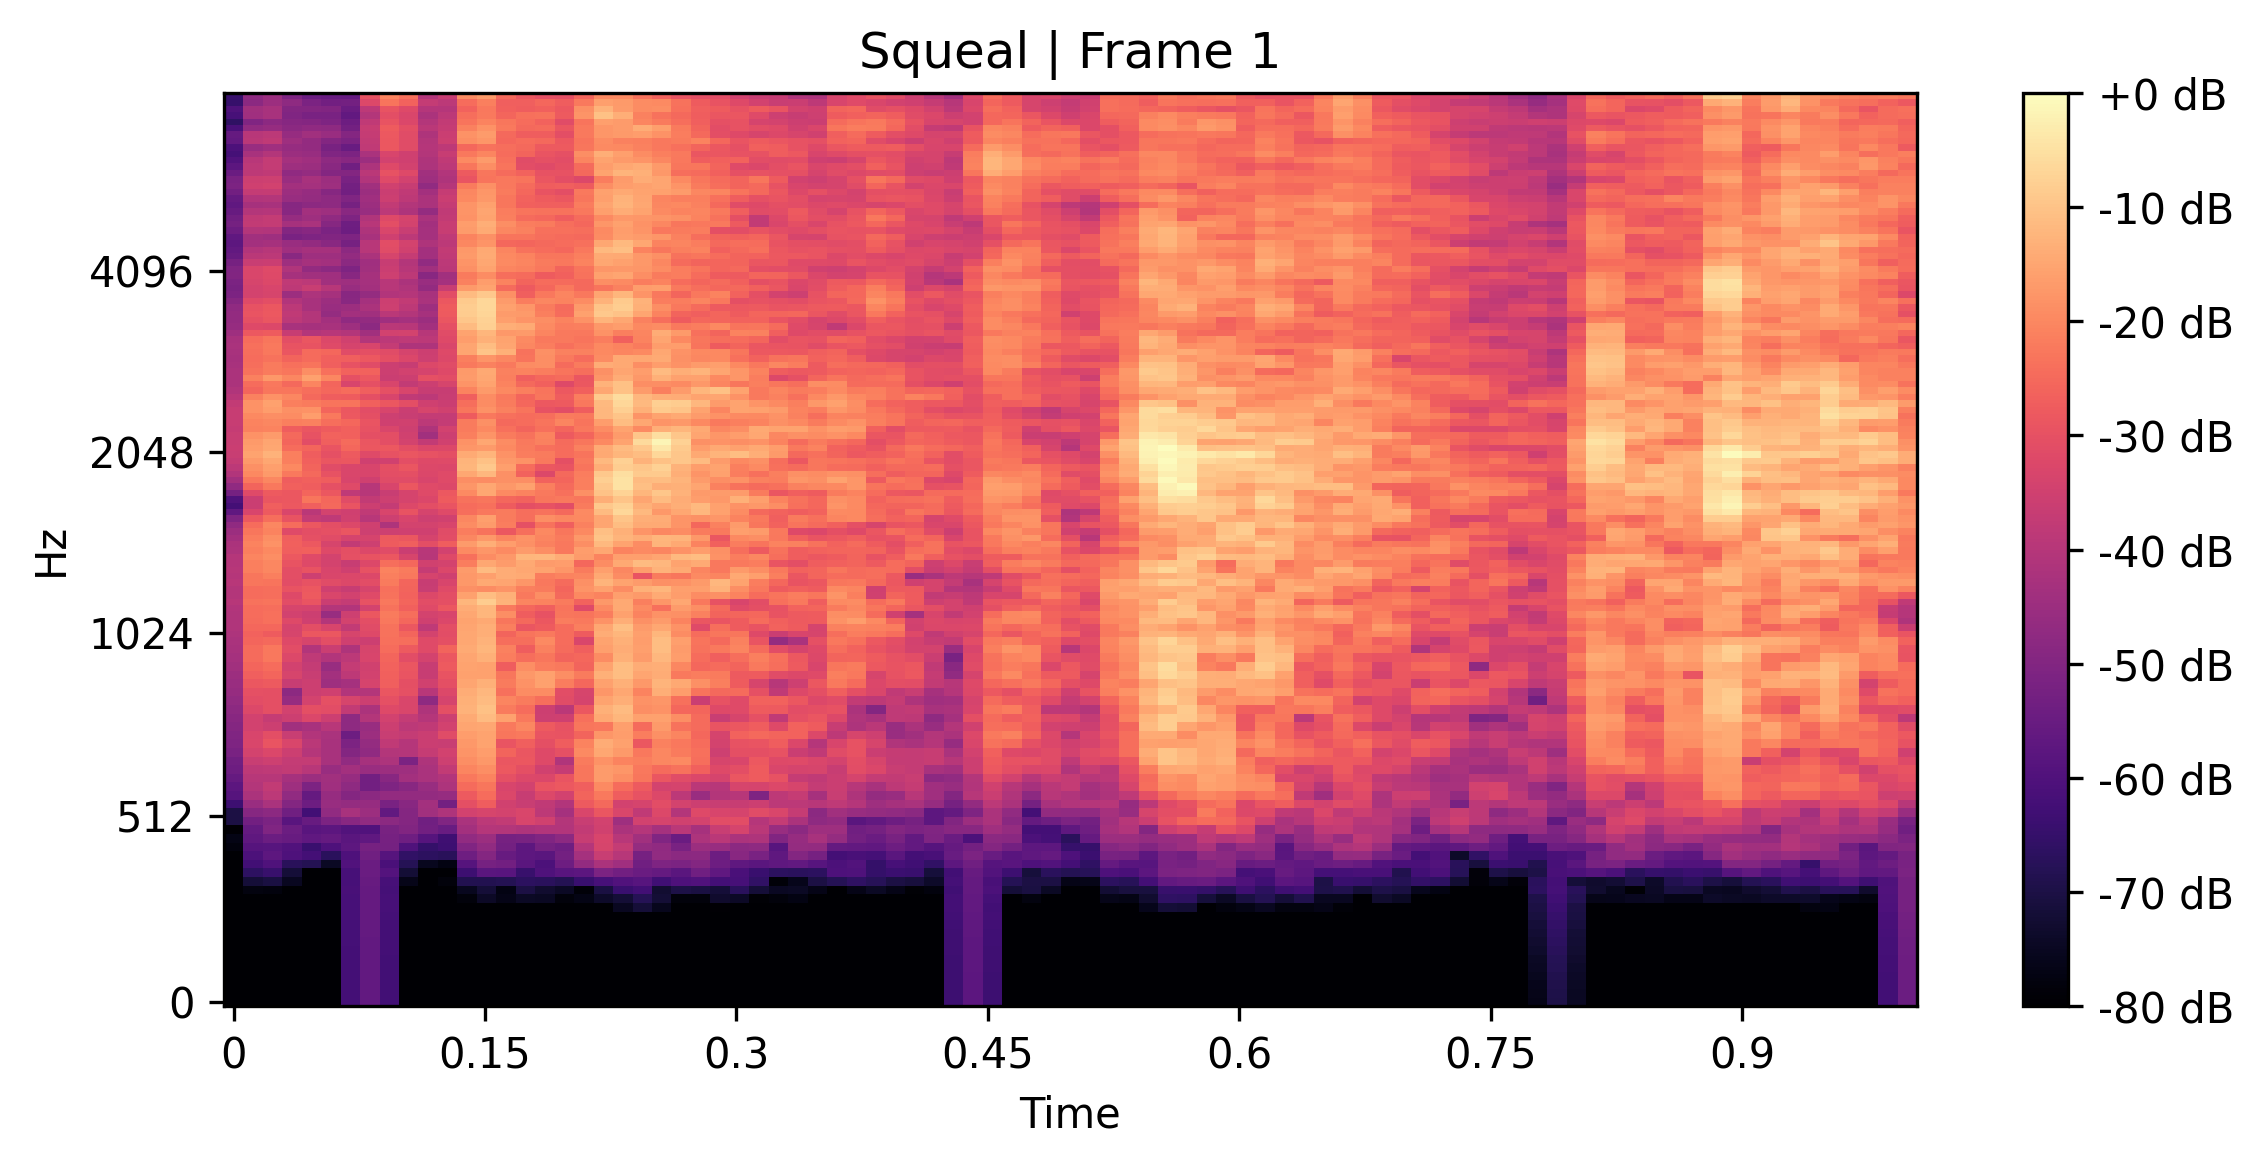 Squeal | Frame 1
+0 dB
-10 dB
-20 dB
-30 dB
-40 dB
-50 dB
-60 dB
-70 dB
-80 dB
Hz
4096
2048
1024
512
0
0 0.15 0.3 0.45 0.6 0.75 0.9
Time